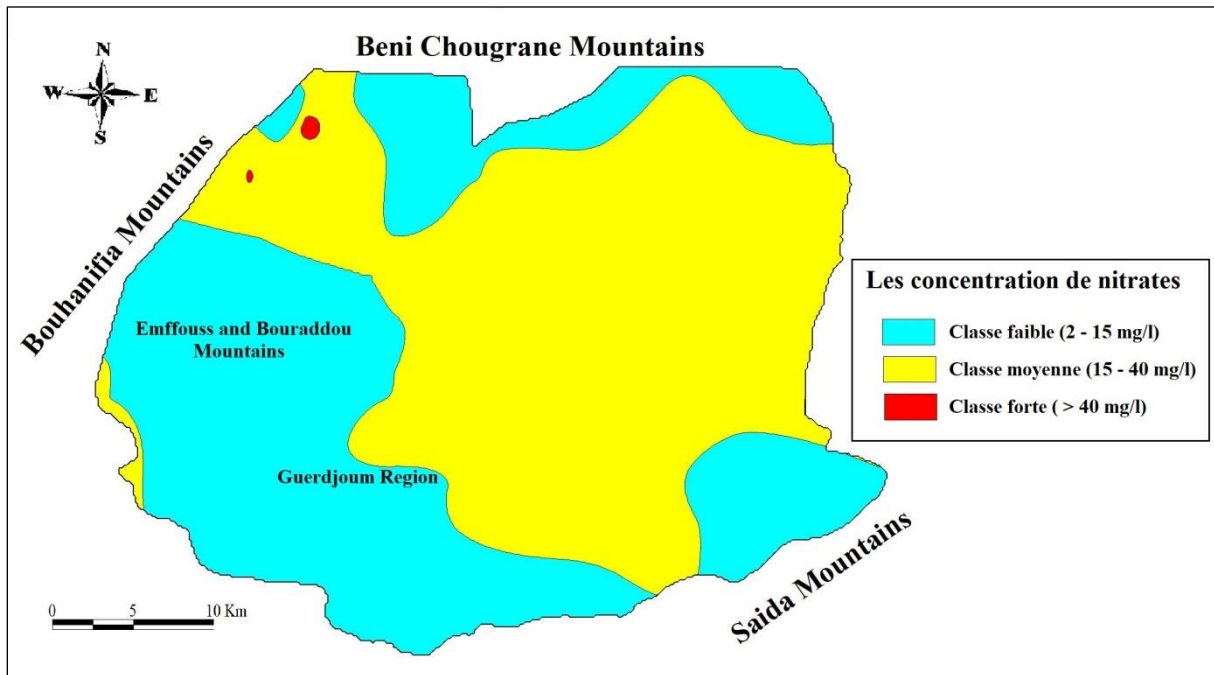 Beni Chougrane Mountains
N
W
E
S
Bouhanifia Mountains
Les concentration de nitrates
Classe faible (2 - 15 mg/l)
Classe moyenne (15 - 40 mg/l)
Classe forte ( > 40 mg/l)
Emffouss and Bouraddou
Mountains
Guerdjoum Region
Saida Mountains
0 5 10 Km